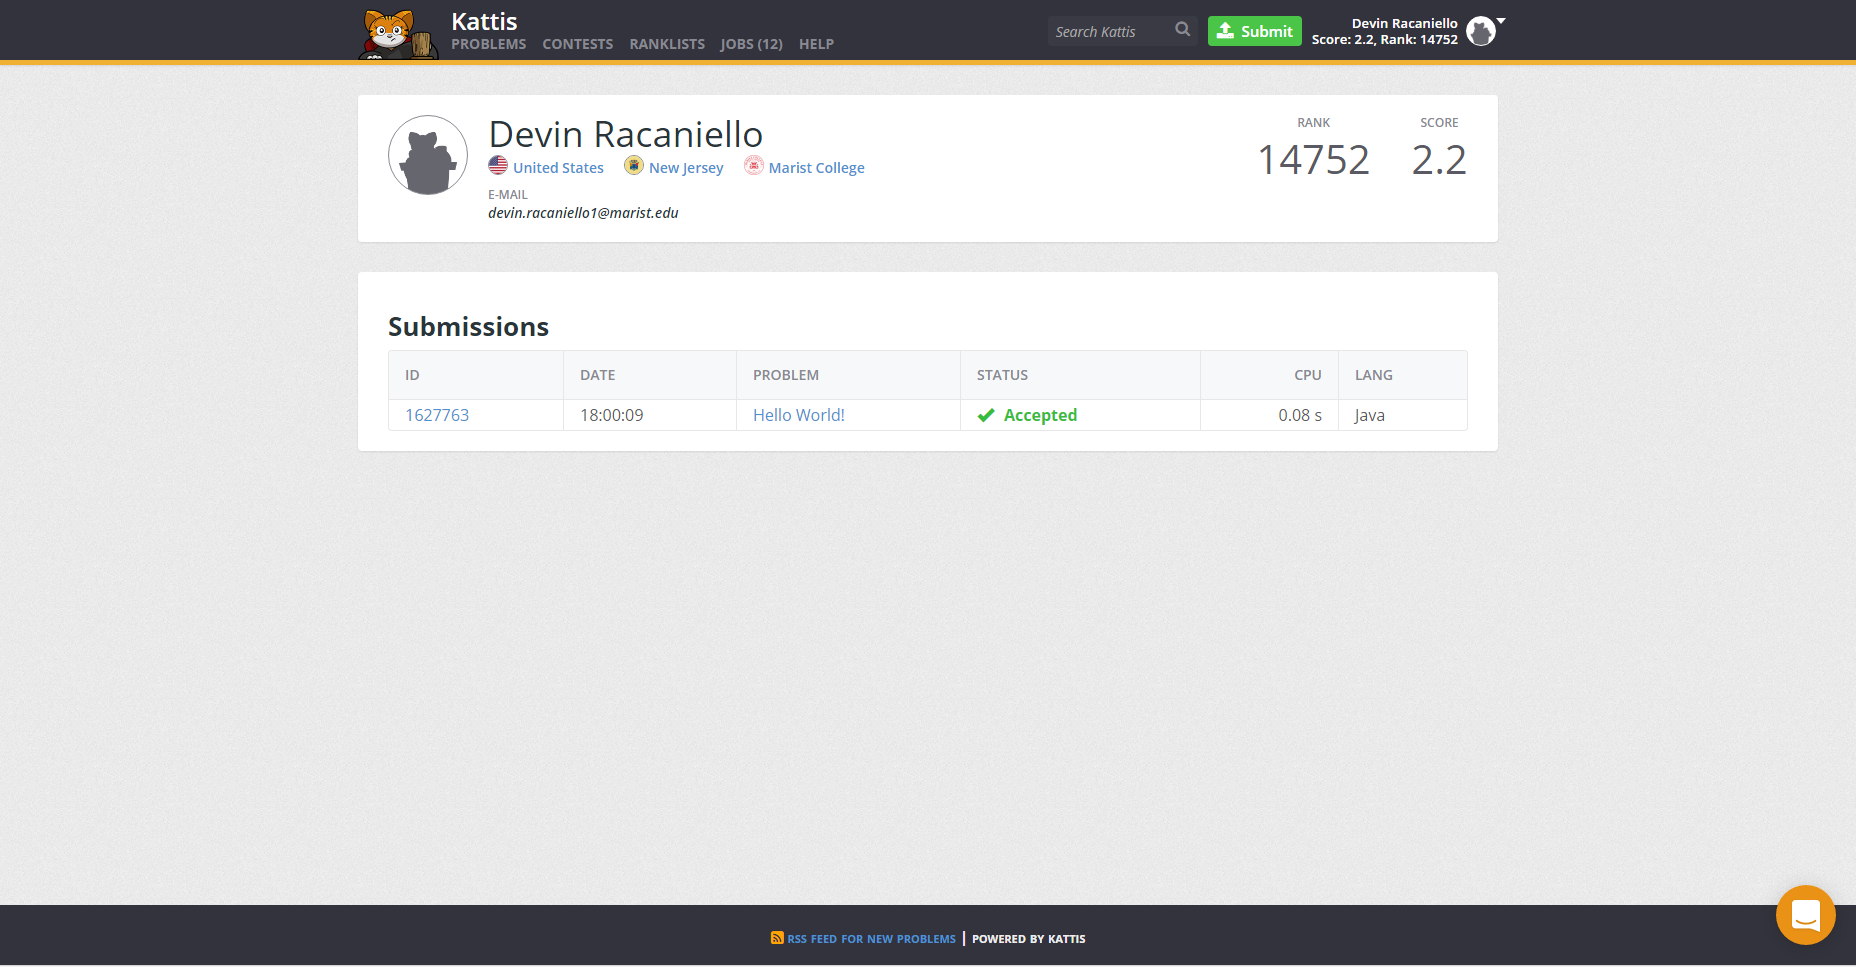 Kattis
PROBLEMS CONTESTS RANKLISTS JOBS (12) HELP
Search Kattis
Submit
Devin Racaniello
Score: 2.2, Rank: 14752
Devin Racaniello
United States New Jersey Marist College
E-MAIL
devin.racaniello1@marist.edu
RANK SCORE
14752 2.2
Submissions
ID DATE PROBLEM STATUS CPU LANG
1627763 18:00:09 Hello World! Accepted 0.08 s Java
RSS FEED FOR NEW PROBLEMS | POWERED BY KATTIS